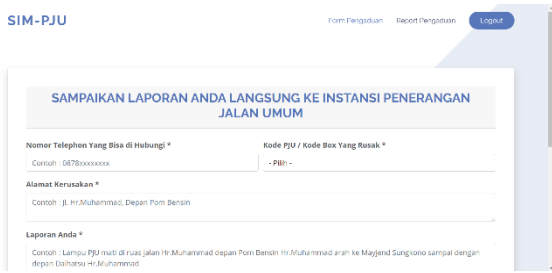 SIM-PJU
Form Pengaduan Report Pengaduan Logout
SAMPAIKAN LAPORAN ANDA LANGSUNG KE INSTANSI PENERANGAN
JALAN UMUM
Nomor Telephon Yang Bisa di Hubungi * Kode PJU / Kode Box Yang Rusak *
Contoh : 0878xxxxxxx - Pilih -
Alamat Kerusakan *
Contoh : Jl. Hr.Muhammad, Depan Pom Bensin
Laporan Anda *
Contoh : Lampu PJU mati di ruas jalan Hr.Muhammad depan Pom Bensin Hr.Muhammad arah ke Mayjend Sungkono sampai dengan
depan Daihatsu Hr.Muhammad